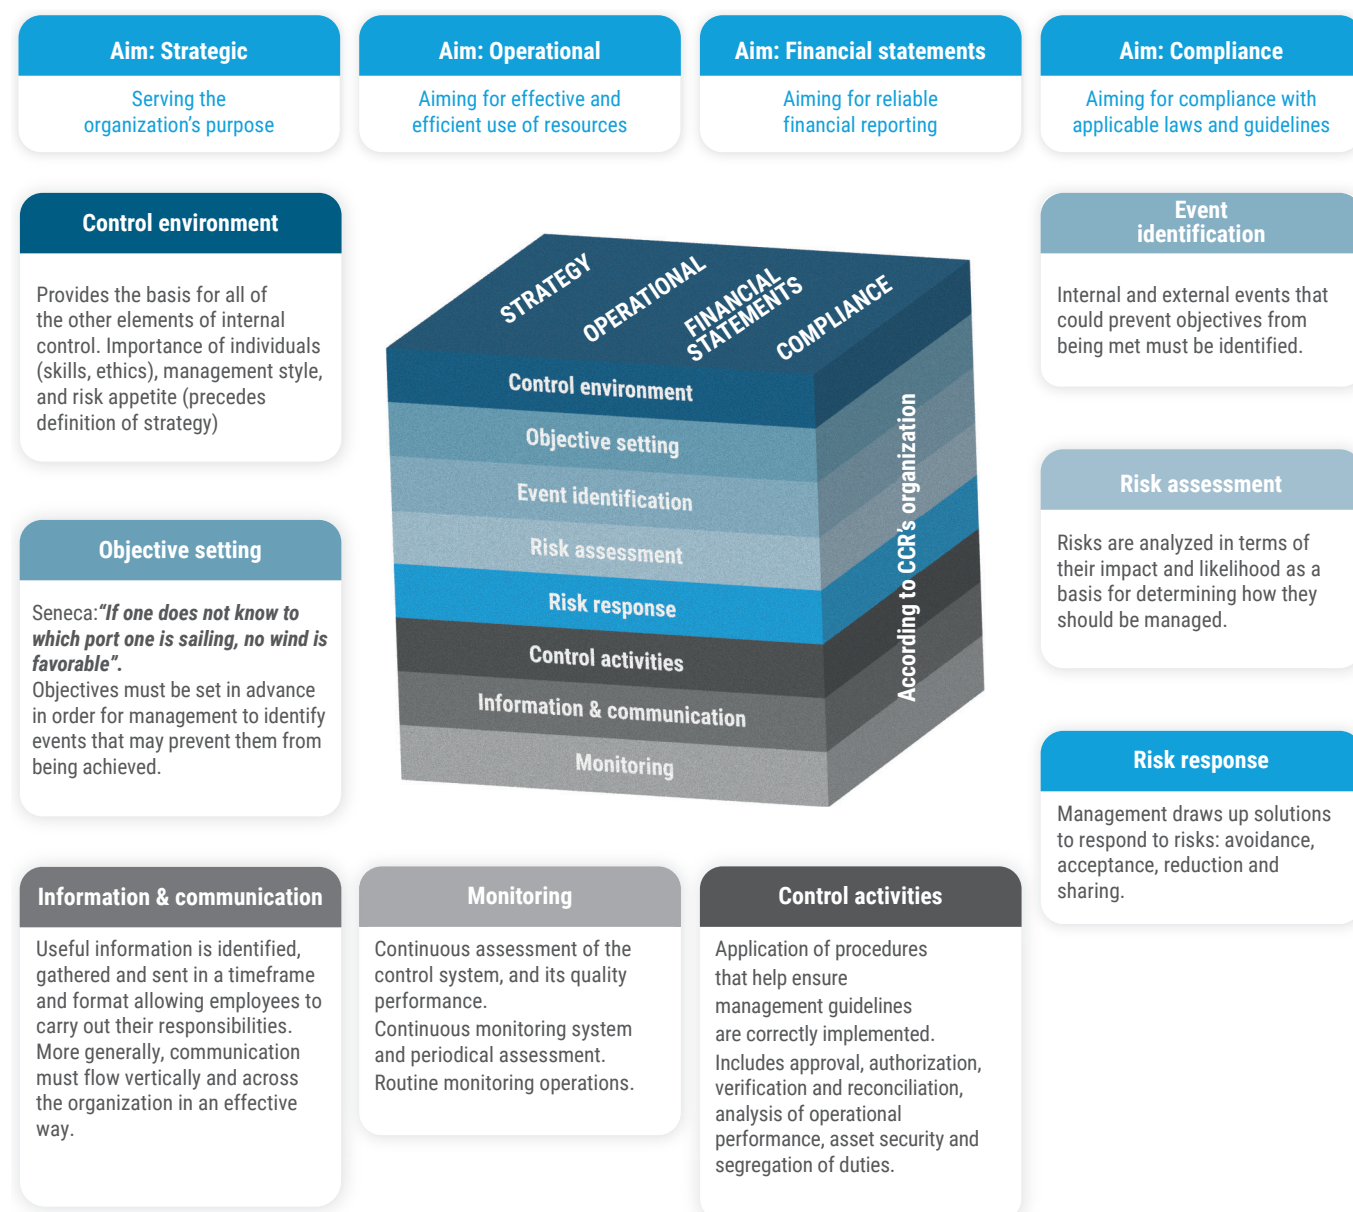 Aim: Strategic
Serving the
organization's purpose
Aim: Operational
Aiming for effective and
efficient use of resources
Aim: Financial statements
Aiming for reliable
financial reporting
Aim: Compliance
Aiming for compliance with
applicable laws and guidelines
Control environment
Provides the basis for all of
the other elements of internal
control. Importance of individuals
(skills, ethics), management style,
and risk appetite (precedes
definition of strategy)
Objective setting
Seneca:“If one does not know to
which port one is sailing, no wind is
favorable”.
Objectives must be set in advance
in order for management to identify
events that may prevent them from
being achieved.
STRATEGY
OPERATIONAL
FINANCIAL
STATEMENTS
COMPLIANCE
Control environment
Objective setting
Event identification
Risk assessment
Risk response
Control activities
Information & communication
Monitoring
According to CCR's organization
Event
identification
Internal and external events that
could prevent objectives from
being met must be identified.
Risk assessment
Risks are analyzed in terms of
their impact and likelihood as a
basis for determining how they
should be managed.
Risk response
Management draws up solutions
to respond to risks: avoidance,
acceptance, reduction and
sharing.
Information & communication
Useful information is identified,
gathered and sent in a timeframe
and format allowing employees to
carry out their responsibilities.
More generally, communication
must flow vertically and across
the organization in an effective
way.
Monitoring
Continuous assessment of the
control system, and its quality
performance.
Continuous monitoring system
and periodical assessment.
Routine monitoring operations.
Control activities
Application of procedures
that help ensure
management guidelines
are correctly implemented.
Includes approval, authorization,
verification and reconciliation,
analysis of operational
performance, asset security and
segregation of duties.